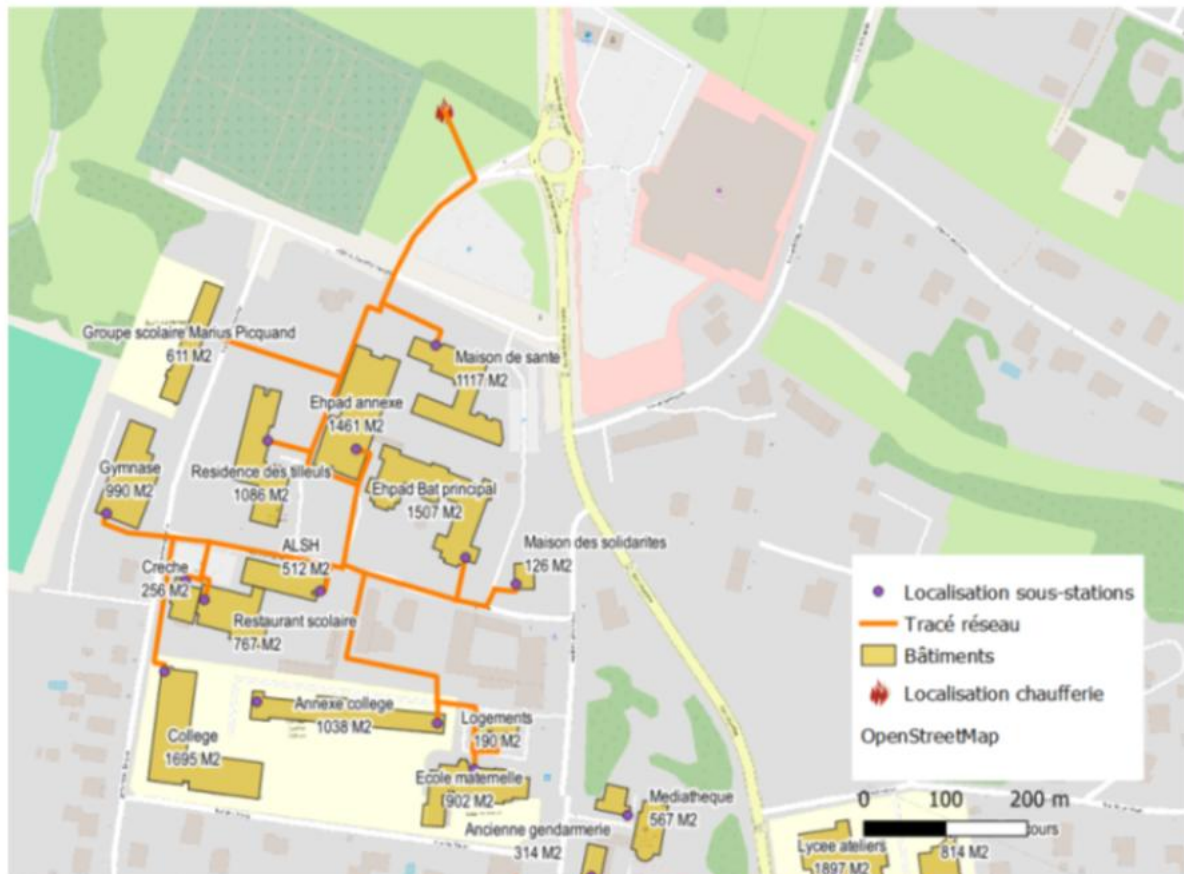 Groupe scolaire Marius Picquand
611 M2
Maison de sante
1117 M2
Ehpad annexe
1461 M2
Gymnase
990 M2
Residence des tilleuls
1086 M2
Ehpad Bat principal
1507 M2
ALSH
512 M2
Maison des solidarites
126 M2
Creche
256 M2
Restaurant scolaire
767 M2
Localisation sous-stations
Tracé réseau
Bâtiments
Localisation chaufferie
OpenStreetMap
Annexe college
1038 M2
Logements
190 M2
College
1695 M2
Ecole maternelle
902 M2
Mediatheque
567 M2
Ancienne gendarmerie
314 M2
0 100 200 m
cours
Lycee ateliers
1897 M2
814 M2